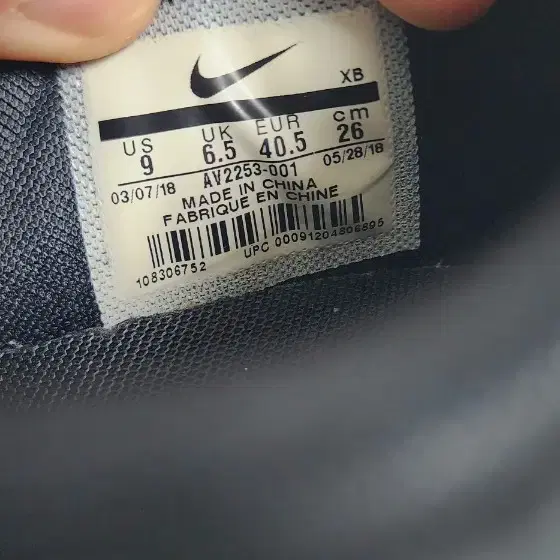 XB
US UK EUR cm
9 6.5 40.5 26
03/07/18 AV2253-001 05/28/18
MADE IN CHINA
FABRIQUE EN CHINE
108306752 UPC 00091204806895